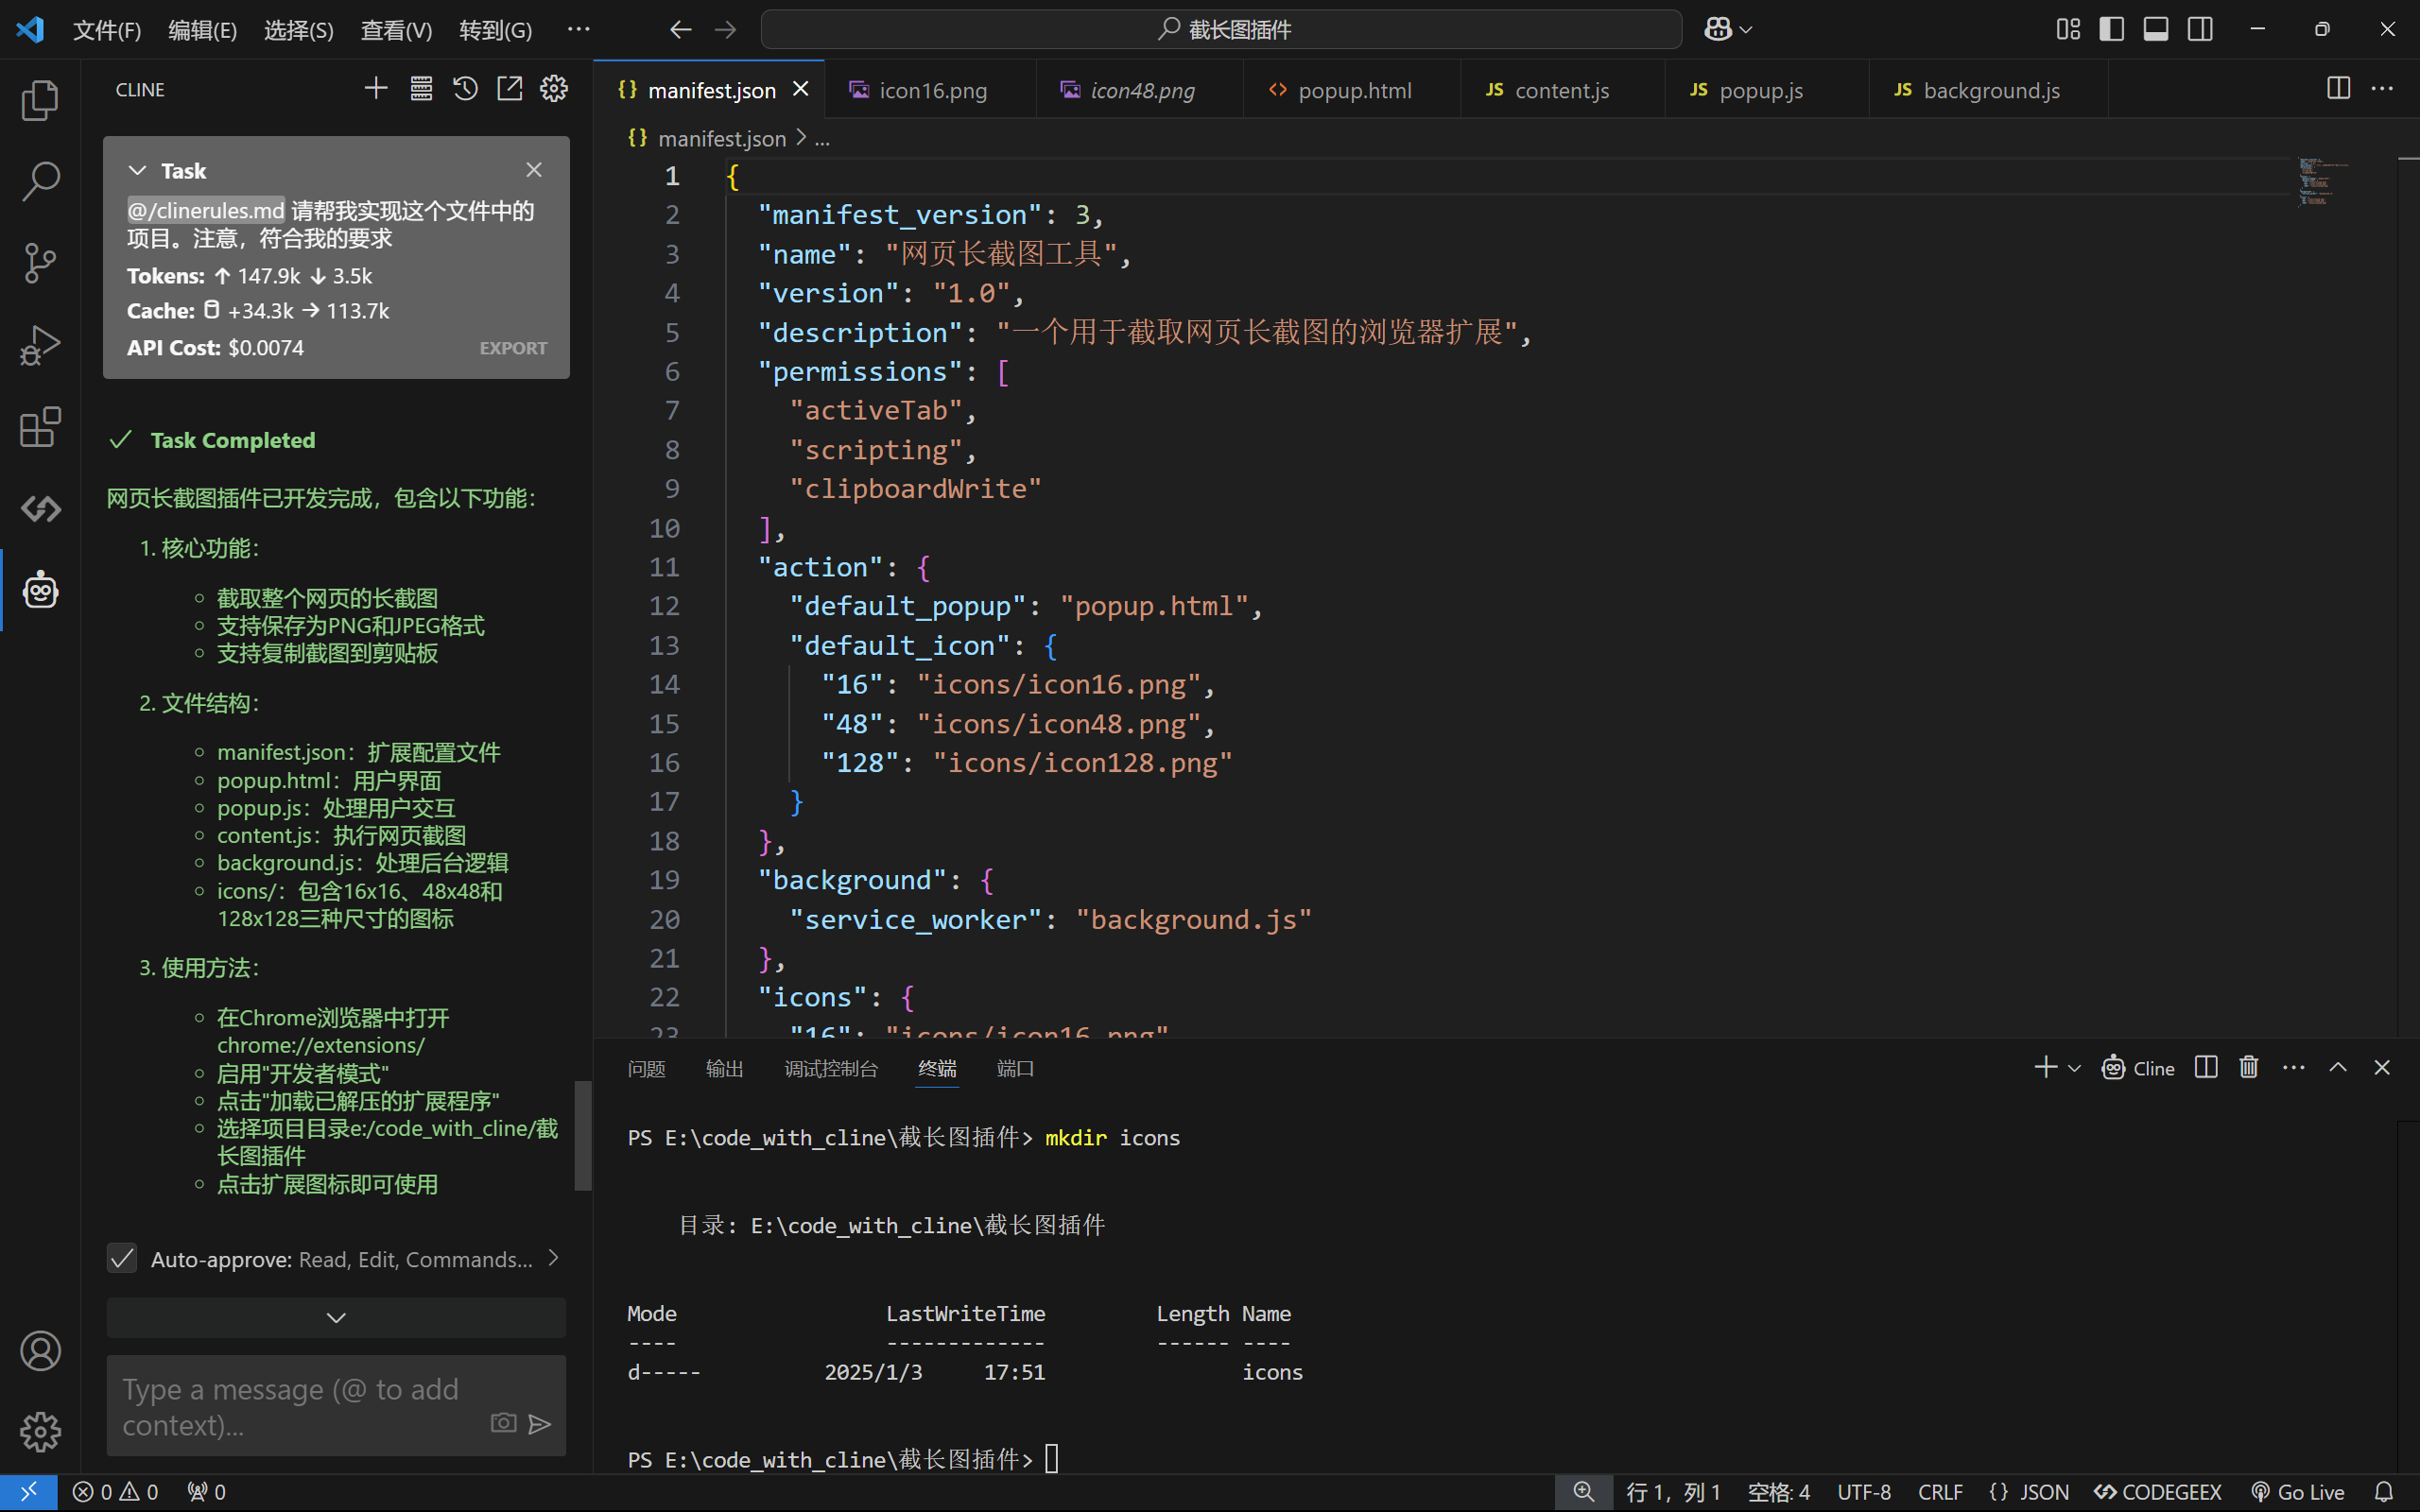 文件(F) 编辑(E) 选择(S) 查看(V) 转到(G) ··· 截长图插件
CLINE
Task
@/clinerules.md 请帮我实现这个文件中的
项目。注意，符合我的要求
Tokens: ↑ 147.9k ↓ 3.5k
Cache: +34.3k → 113.7k
API Cost: $0.0074 EXPORT
Task Completed
网页长截图插件已开发完成，包含以下功能：
1. 核心功能：
截取整个网页的长截图
支持保存为PNG和JPEG格式
支持复制截图到剪贴板
2. 文件结构：
manifest.json：扩展配置文件
popup.html：用户界面
popup.js：处理用户交互
content.js：执行网页截图
background.js：处理后台逻辑
icons/：包含16x16、48x48和
128x128三种尺寸的图标
3. 使用方法：
在Chrome浏览器中打开
chrome://extensions/
启用"开发者模式"
点击"加载已解压的扩展程序"
选择项目目录e:/code_with_cline/截
长图插件
点击扩展图标即可使用
Auto-approve: Read, Edit, Commands...
Type a message (@ to add
context)...
{} manifest.json icon16.png icon48.png <> popup.html JS content.js JS popup.js JS background.js
{} manifest.json > ...
1 {
2 "manifest_version": 3,
3 "name": "网页长截图工具",
4 "version": "1.0",
5 "description": "一个用于截取网页长截图的浏览器扩展",
6 "permissions": [
7 "activeTab",
8 "scripting",
9 "clipboardWrite"
10 ],
11 "action": {
12 "default_popup": "popup.html",
13 "default_icon": {
14 "16": "icons/icon16.png",
15 "48": "icons/icon48.png",
16 "128": "icons/icon128.png"
17 }
18 },
19 "background": {
20 "service_worker": "background.js"
21 },
22 "icons": {
23 "16": "icons/icon16.png"
问题 输出 调试控制台 终端 端口 Cline
PS E:\code_with_cline\截长图插件> mkdir icons
目录: E:\code_with_cline\截长图插件
Mode LastWriteTime Length Name
---- ------------- ------ ----
d----- 2025/1/3 17:51 icons
PS E:\code_with_cline\截长图插件>
0 0 0 行 1，列 1 空格: 4 UTF-8 CRLF {} JSON CODEGEEX Go Live